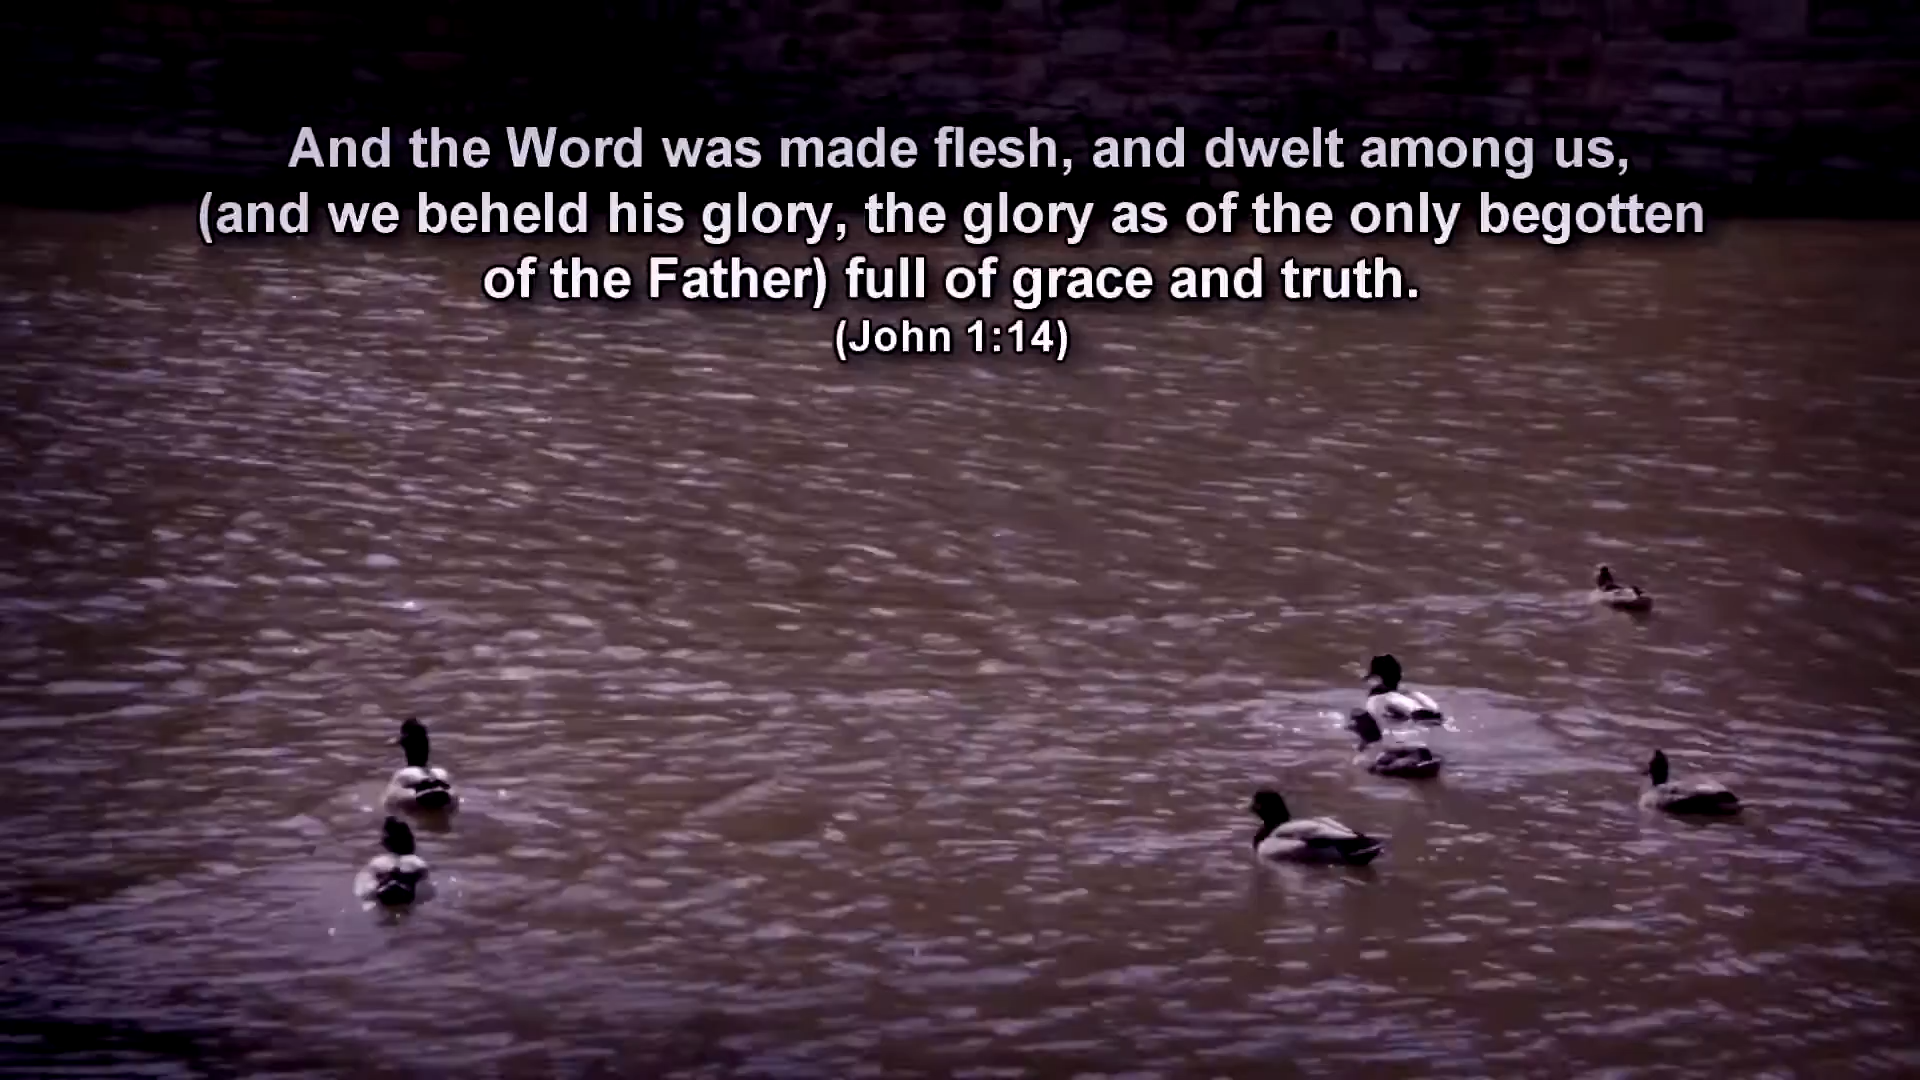 And the Word was made flesh, and dwelt among us,
(and we beheld his glory, the glory as of the only begotten
of the Father) full of grace and truth.
(John 1:14)